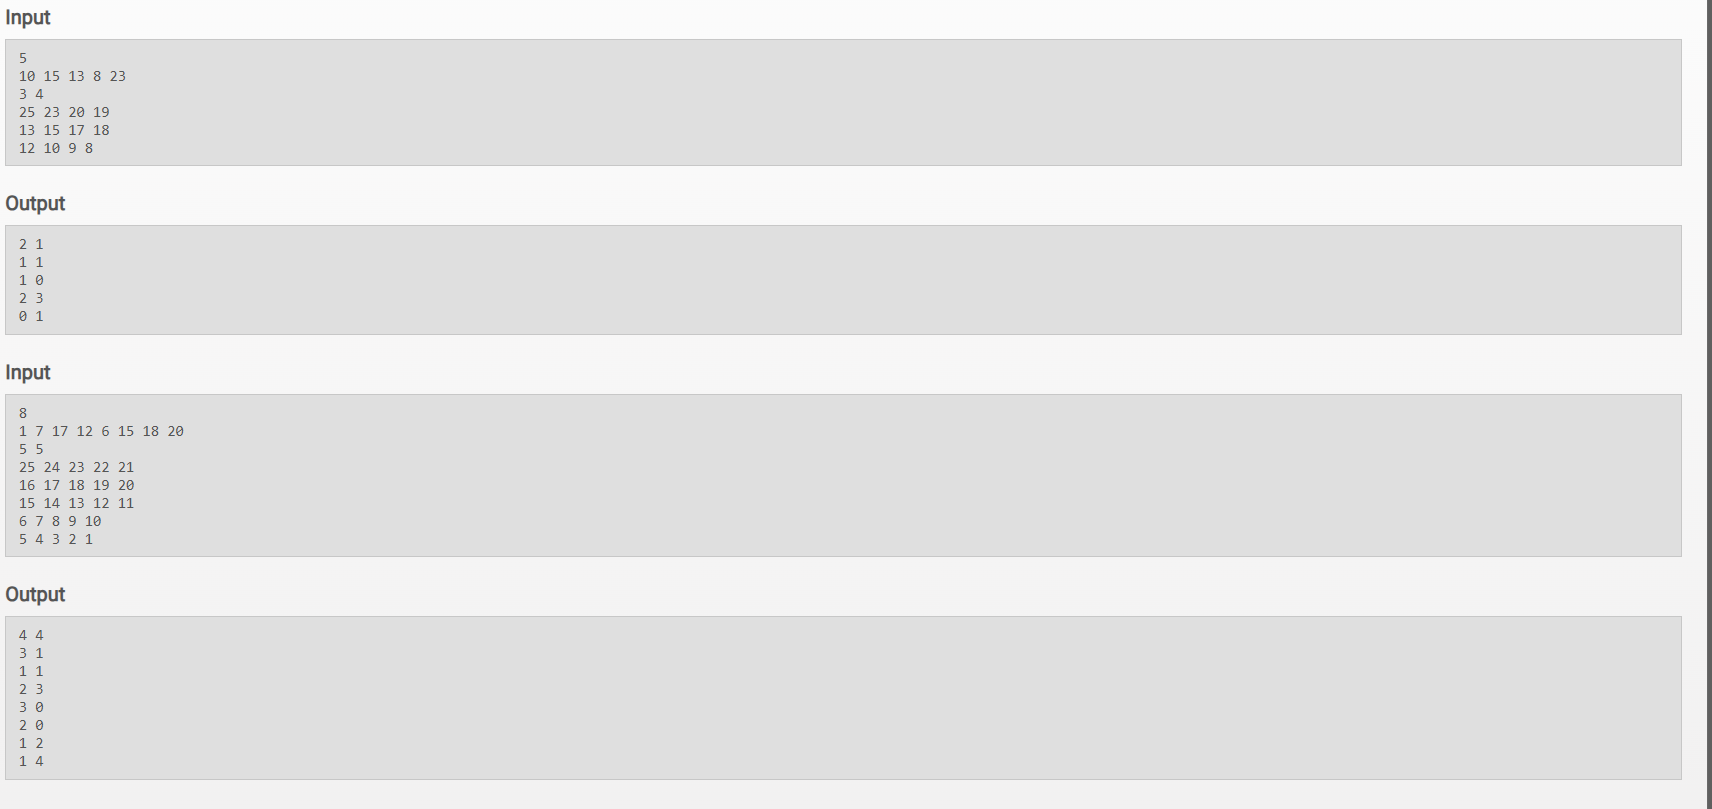 Input
5
10 15 13 8 23
3 4
25 23 20 19
13 15 17 18
12 10 9 8
Output
2 1
1 1
1 0
2 3
0 1
Input
8
1 7 17 12 6 15 18 20
5 5
25 24 23 22 21
16 17 18 19 20
15 14 13 12 11
6 7 8 9 10
5 4 3 2 1
Output
4 4
3 1
1 1
2 3
3 0
2 0
1 2
1 4